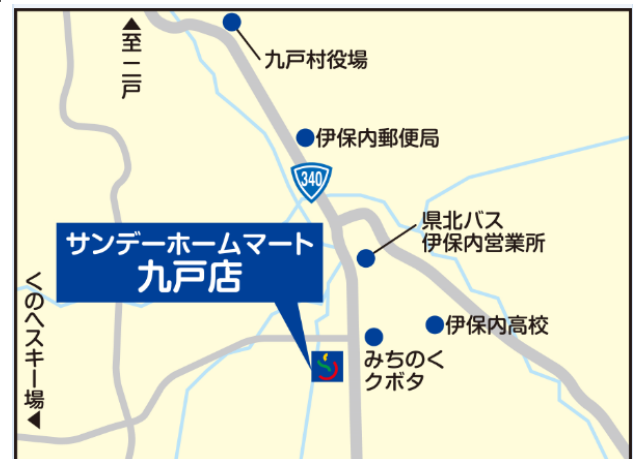 ▲至二戸
九戸村役場
伊保内郵便局
340
県北バス
伊保内営業所
サンデーホームマート
九戸店
くのへスキー場◀
伊保内高校
みちのく
クボタ